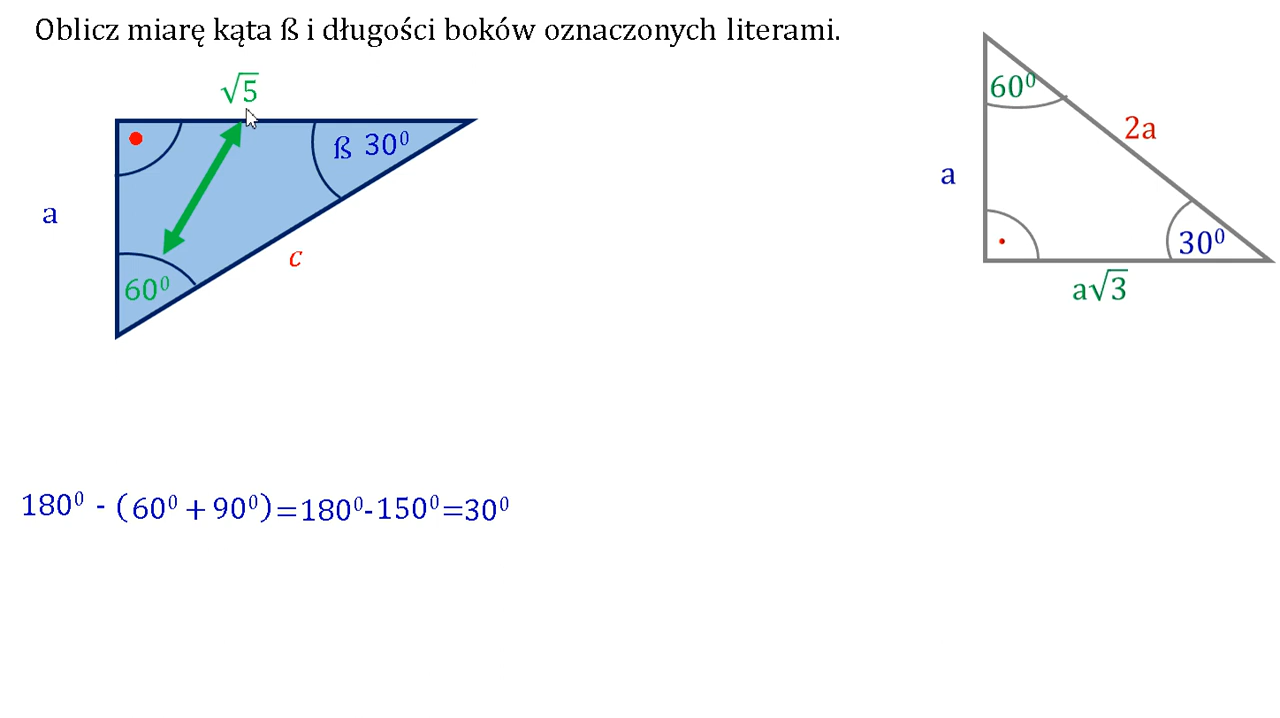 Oblicz miarę kąta ß i długości boków oznaczonych literami.
√5
ß 30⁰
a
c
60⁰
60⁰
2a
a
30⁰
a√3
180⁰ - (60⁰ + 90⁰)=180⁰-150⁰=30⁰